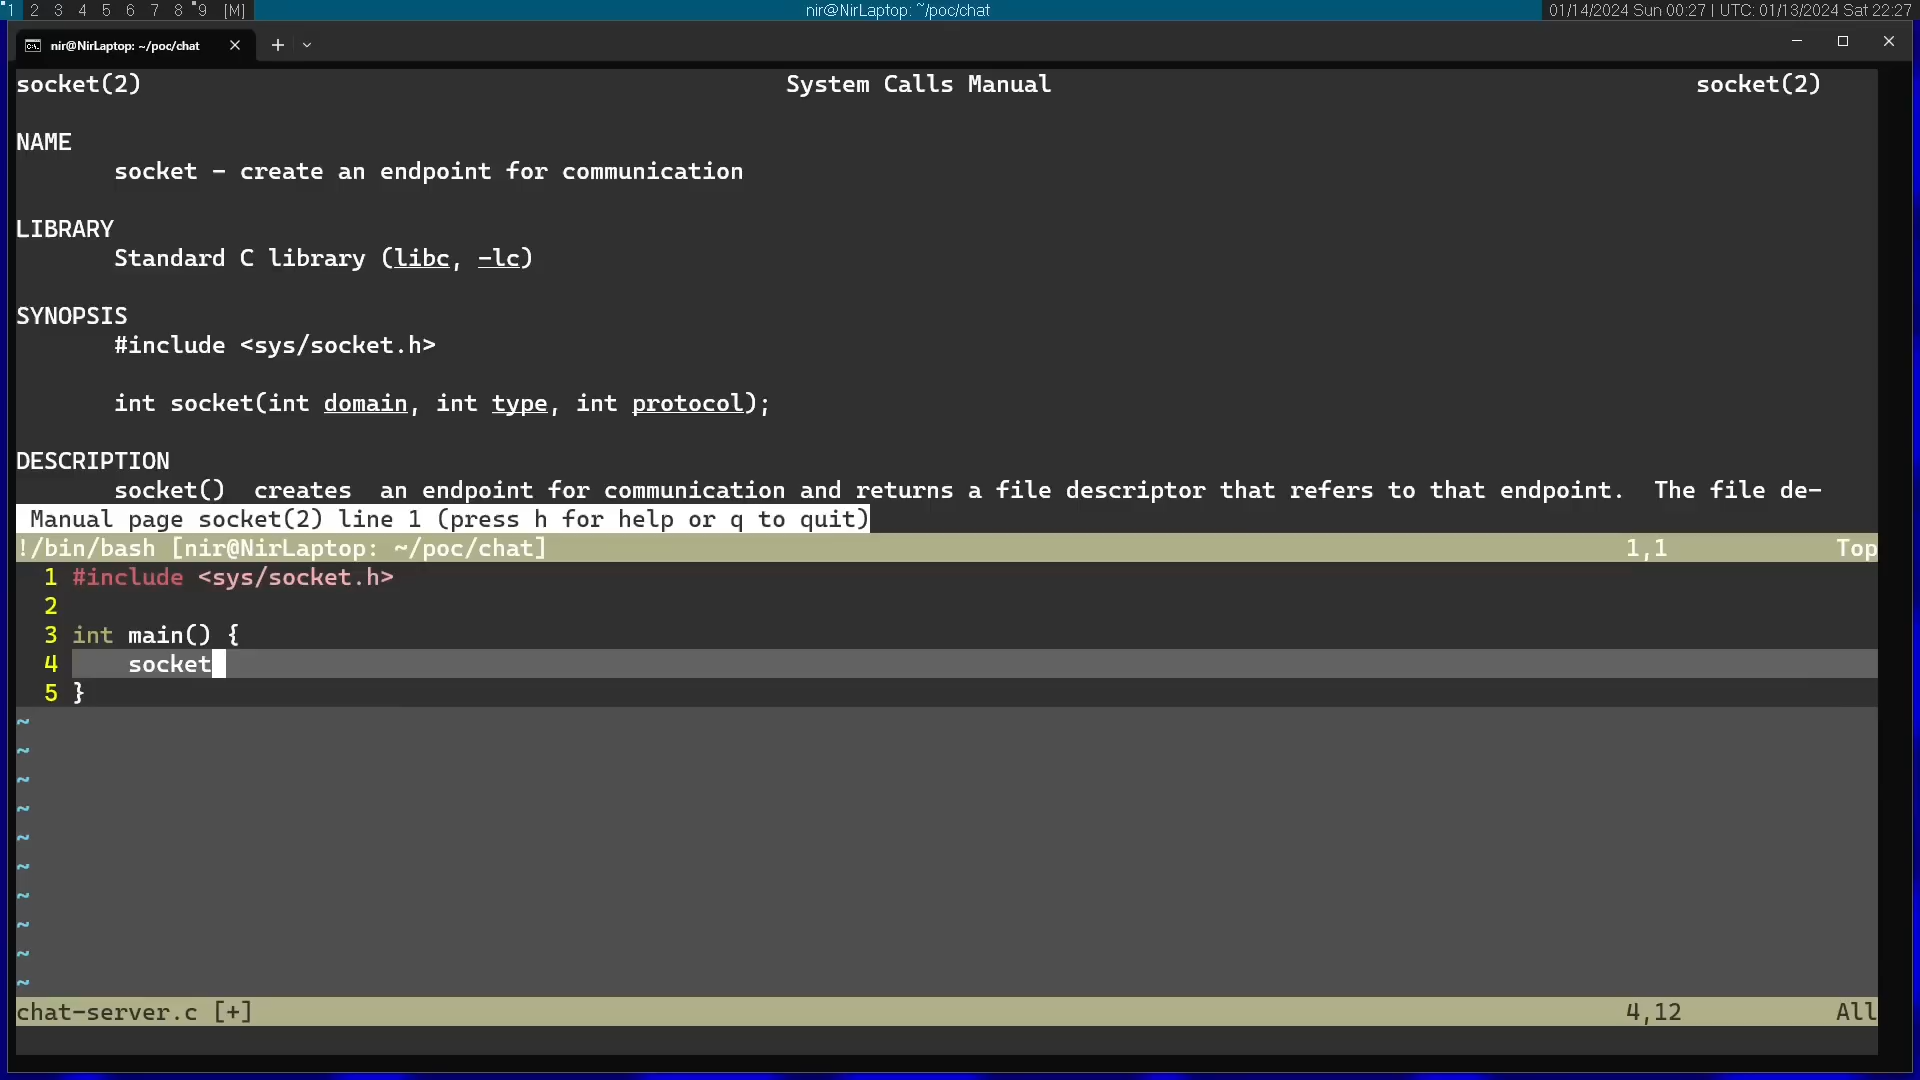 1 2 3 4 5 6 7 8 9 [M] nir@NirLaptop: ~/poc/chat 01/14/2024 Sun 00:27 | UTC: 01/13/2024 Sat 22:27
nir@NirLaptop: ~/poc/chat
socket(2) System Calls Manual socket(2)
NAME
socket – create an endpoint for communication
LIBRARY
Standard C library (libc, –lc)
SYNOPSIS
#include <sys/socket.h>
int socket(int domain, int type, int protocol);
DESCRIPTION
socket() creates an endpoint for communication and returns a file descriptor that refers to that endpoint. The file de–
Manual page socket(2) line 1 (press h for help or q to quit)
!/bin/bash [nir@NirLaptop: ~/poc/chat] 1,1 Top
1 #include <sys/socket.h>
2
3 int main() {
4 socket
5 }
~
~
~
~
~
~
~
~
~
~
chat-server.c [+] 4,12 All